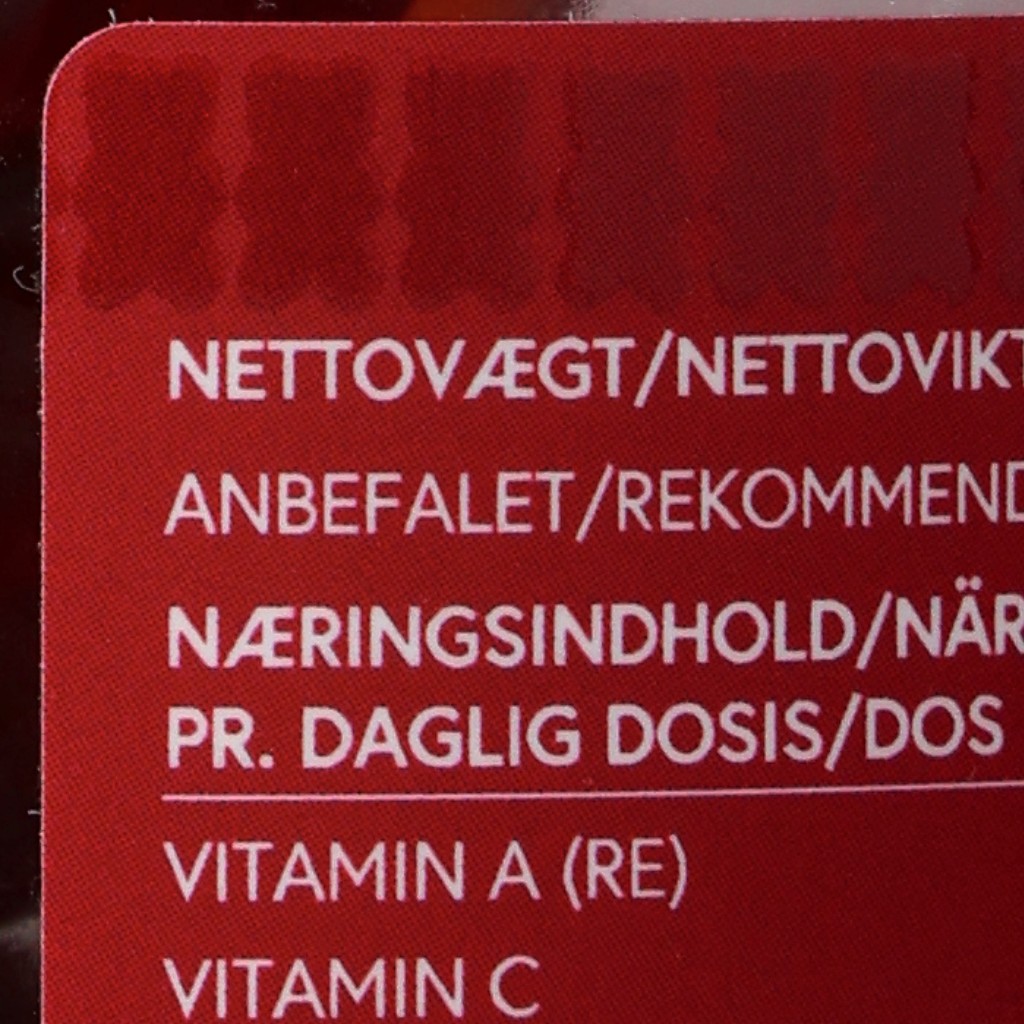 NETTOVÆGT/NETTOVIKT
ANBEFALET/REKOMMEND
NÆRINGSINDHOLD/NÄR
PR. DAGLIG DOSIS/DOS
VITAMIN A (RE)
VITAMIN C